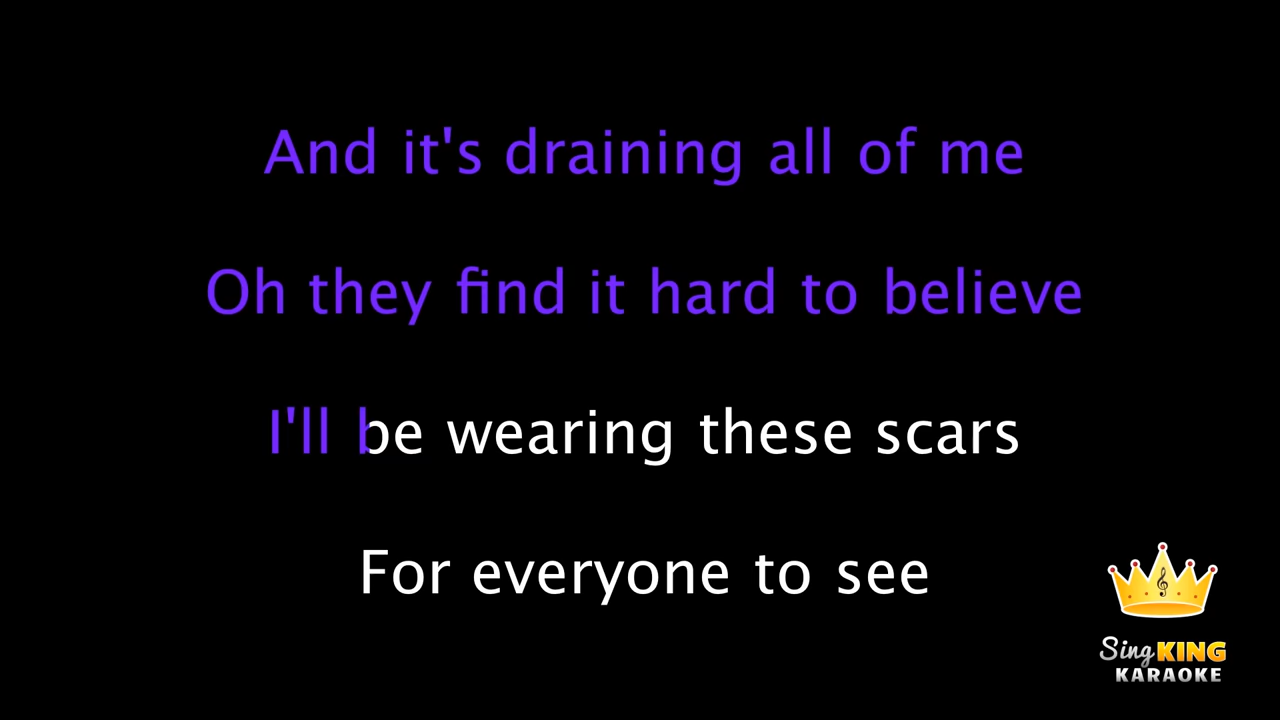 And it's draining all of me
Oh they find it hard to believe
I'll be wearing these scars
For everyone to see
Sing KING
KARAOKE